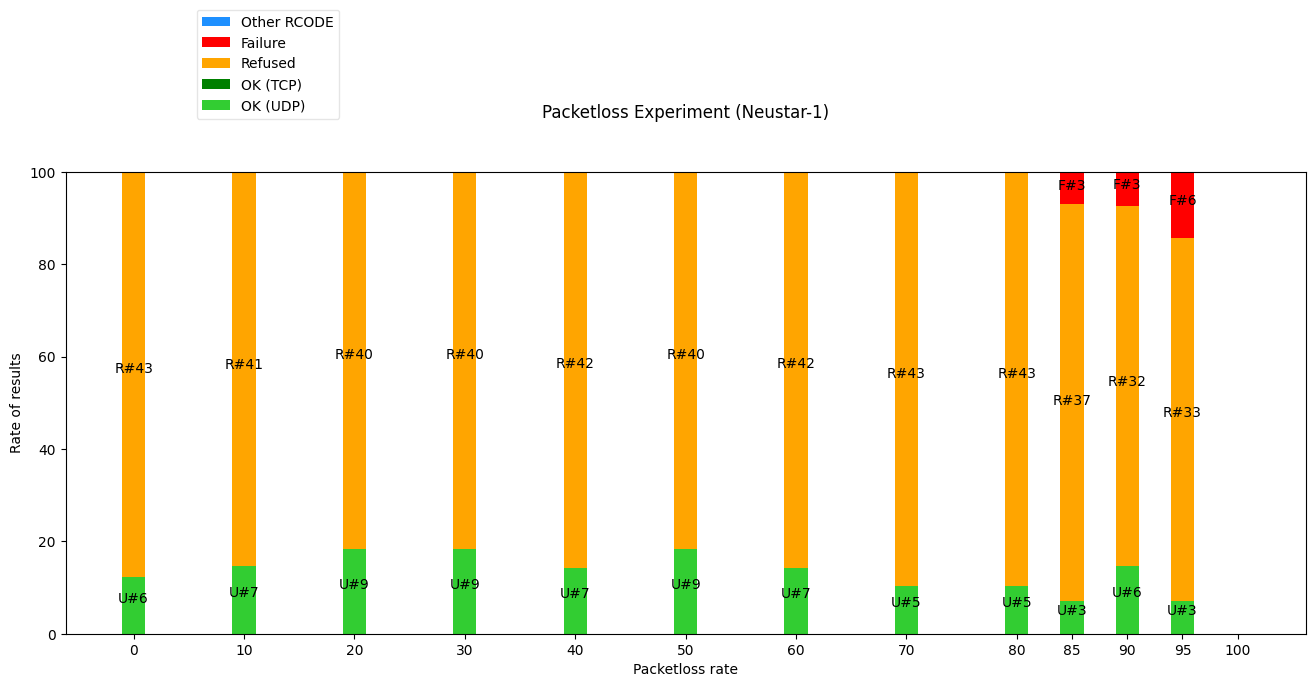 Other RCODE
Failure
Refused
OK (TCP)
OK (UDP)
Packetloss Experiment (Neustar-1)
100
80
60
40
20
0
Rate of results
F#3
F#3
F#6
R#43
R#41
R#40
R#40
R#42
R#40
R#42
R#43
R#43
R#37
R#32
R#33
U#6
U#7
U#9
U#9
U#7
U#9
U#7
U#5
U#5
U#3
U#6
U#3
0 10 20 30 40 50 60 70 80 85 90 95 100
Packetloss rate